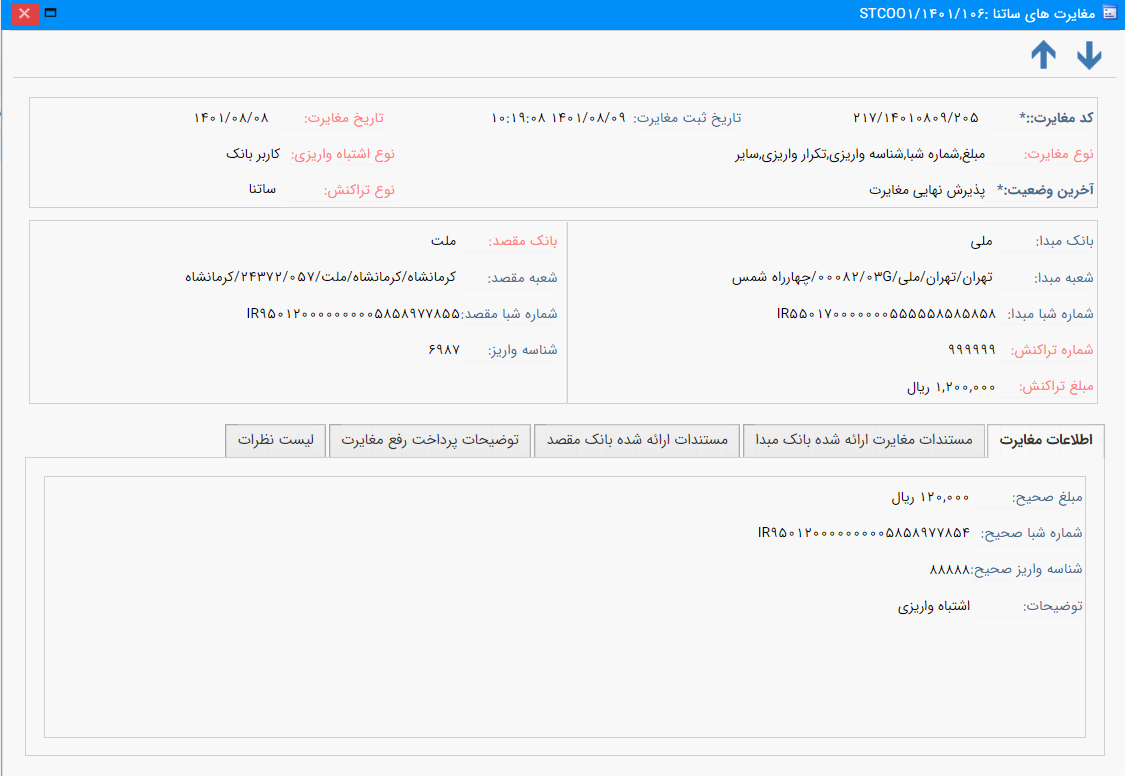 مغایرت های ساتنا :STCOO۱/۱۴۰۱/۱۰۶
کد مغایرت::* ۲۱۷/۱۴۰۱۰۸۰۹/۲۰۵ تاریخ ثبت مغایرت: ۱۴۰۱/۰۸/۰۹ ۱۰:۱۹:۰۸ تاریخ مغایرت: ۱۴۰۱/۰۸/۰۸
نوع مغایرت: مبلغ,شماره شبا,شناسه واریزی,تکرار واریزی,سایر نوع اشتباه واریزی: کاربر بانک
آخرین وضعیت:* پذیرش نهایی مغایرت نوع تراکنش: ساتنا
بانک مبدا: ملی
شعبه مبدا: تهران/تهران/ملی/۰۰۰۸۲/۰۳G/چهارراه شمس
شماره شبا مبدا: IR۵۵۰۱۷۰۰۰۰۰۰۰۵۵۵۵۵۸۵۸۵۸۵۸
شماره تراکنش: ۹۹۹۹۹۹
مبلغ تراکنش: ۱,۲۰۰,۰۰۰ ریال
بانک مقصد: ملت
شعبه مقصد: کرمانشاه/کرمانشاه/ملت/۲۴۳۷۲/۰۵۷/کرمانشاه
شماره شبا مقصد:IR۹۵۰۱۲۰۰۰۰۰۰۰۰۰۵۸۵۸۹۷۷۸۵۵
شناسه واریز: ۶۹۸۷
اطلاعات مغایرت مستندات مغایرت ارائه شده بانک مبدا مستندات ارائه شده بانک مقصد توضیحات پرداخت رفع مغایرت لیست نظرات
مبلغ صحیح: ۱۲۰,۰۰۰ ریال
شماره شبا صحیح: IR۹۵۰۱۲۰۰۰۰۰۰۰۰۰۵۸۵۸۹۷۷۸۵۴
شناسه واریز صحیح:۸۸۸۸۸
توضیحات: اشتباه واریزی